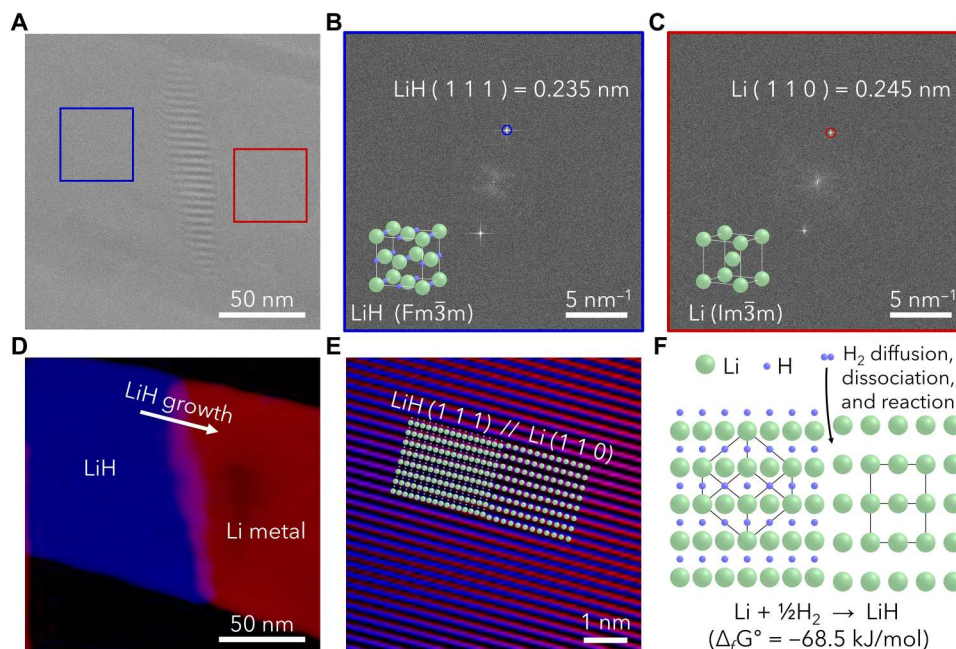 A
50 nm
B
LiH (1 1 1) = 0.235 nm
LiH (Fm3̅m)
5 nm⁻¹
C
Li (1 1 0) = 0.245 nm
Li (Im3̅m)
5 nm⁻¹
D
LiH growth
LiH
Li metal
50 nm
E
LiH (1 1 1) // Li (1 1 0)
1 nm
F
Li
H
H₂ diffusion,
dissociation,
and reaction
Li + ½H₂ → LiH
(ΔfG° = −68.5 kJ/mol)